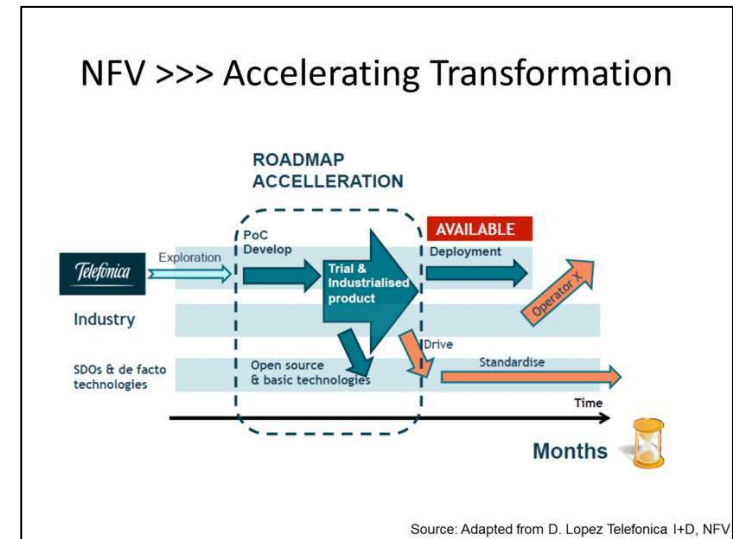 NFV >>> Accelerating Transformation
ROADMAP
ACCELLERATION
AVAILABLE
PoC
Develop
Deployment
Telefónica
Exploration
Trial &
Industrialised
product
Operator X
Industry
Drive
SDOs & de facto
technologies
Open source
& basic technologies
Standardise
Time
Months
Source: Adapted from D. Lopez Telefonica I+D, NFV